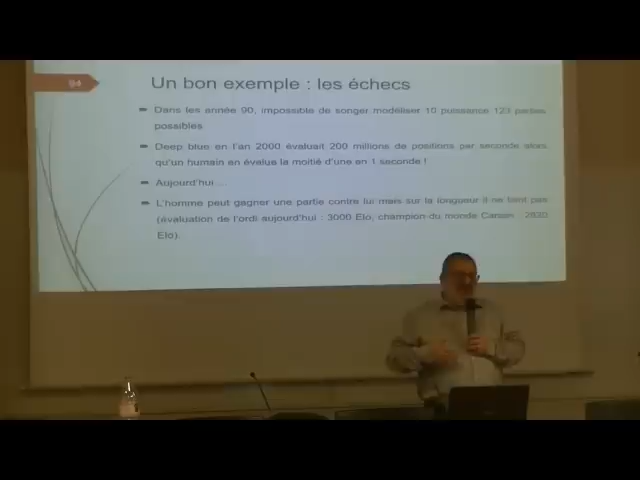 94
Un bon exemple : les échecs
Dans les année 90, impossible de songer modéliser 10 puissance 123 parties
possibles
Deep blue en l'an 2000 évaluait 200 millions de positions par seconde alors
qu'un humain en évalue la moitié d'une en 1 seconde !
Aujourd'hui ...
L'homme peut gagner une partie contre lui mais sur la longueur il ne tient pas
(évaluation de l'ordi aujourd'hui : 3000 Elo, champion du monde : 2830
Elo).